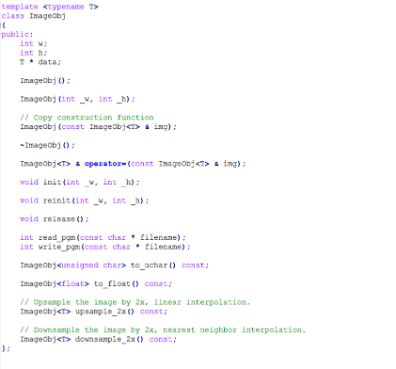 template <typename T>
class ImageObj
{
public:
int w;
int h;
T * data;
ImageObj();
ImageObj(int _w, int _h);
// Copy construction function
ImageObj(const ImageObj<T> & img);
~ImageObj();
ImageObj<T> & operator=(const ImageObj<T> & img);
void init(int _w, int _h);
void reinit(int _w, int _h);
void release();
int read_pgm(const char * filename);
int write_pgm(const char * filename);
ImageObj<unsigned char> to_uchar() const;
ImageObj<float> to_float() const;
// Upsample the image by 2x, linear interpolation.
ImageObj<T> upsample_2x() const;
// Downsample the image by 2x, nearest neighbor interpolation.
ImageObj<T> downsample_2x() const;
};